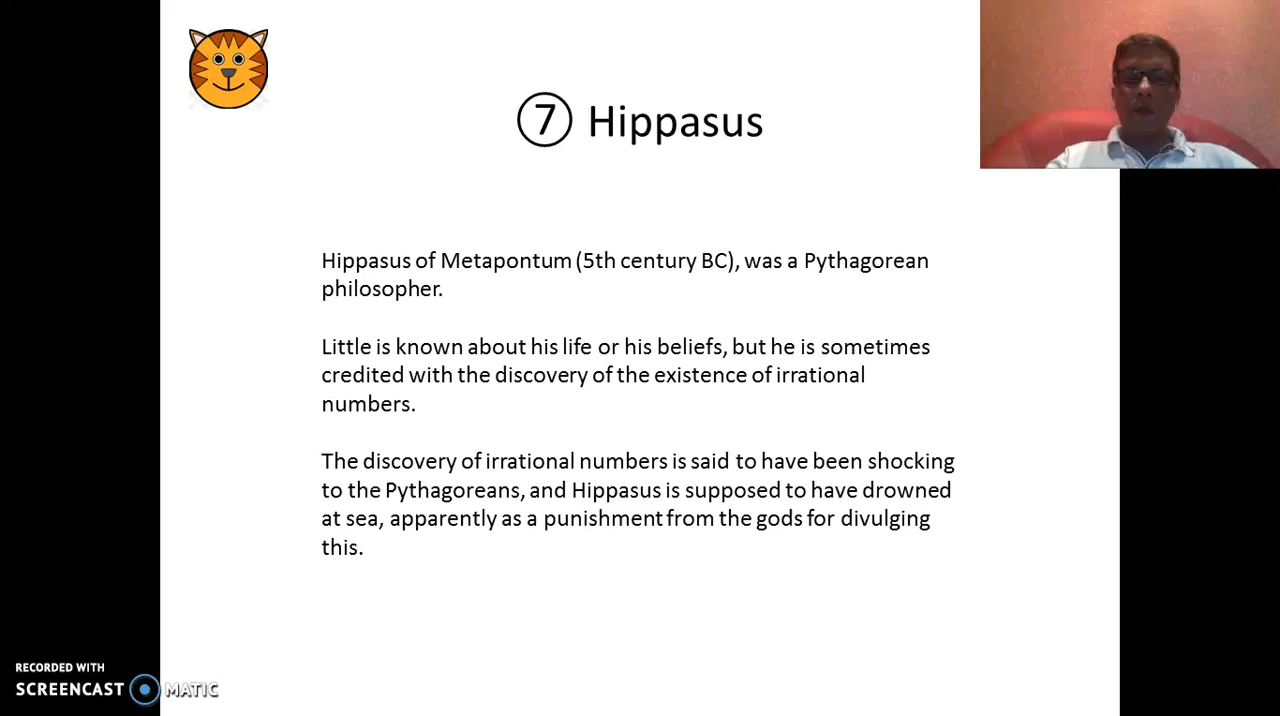 ⑦ Hippasus
Hippasus of Metapontum (5th century BC), was a Pythagorean
philosopher.
Little is known about his life or his beliefs, but he is sometimes
credited with the discovery of the existence of irrational
numbers.
The discovery of irrational numbers is said to have been shocking
to the Pythagoreans, and Hippasus is supposed to have drowned
at sea, apparently as a punishment from the gods for divulging
this.
RECORDED WITH
SCREENCAST MATIC